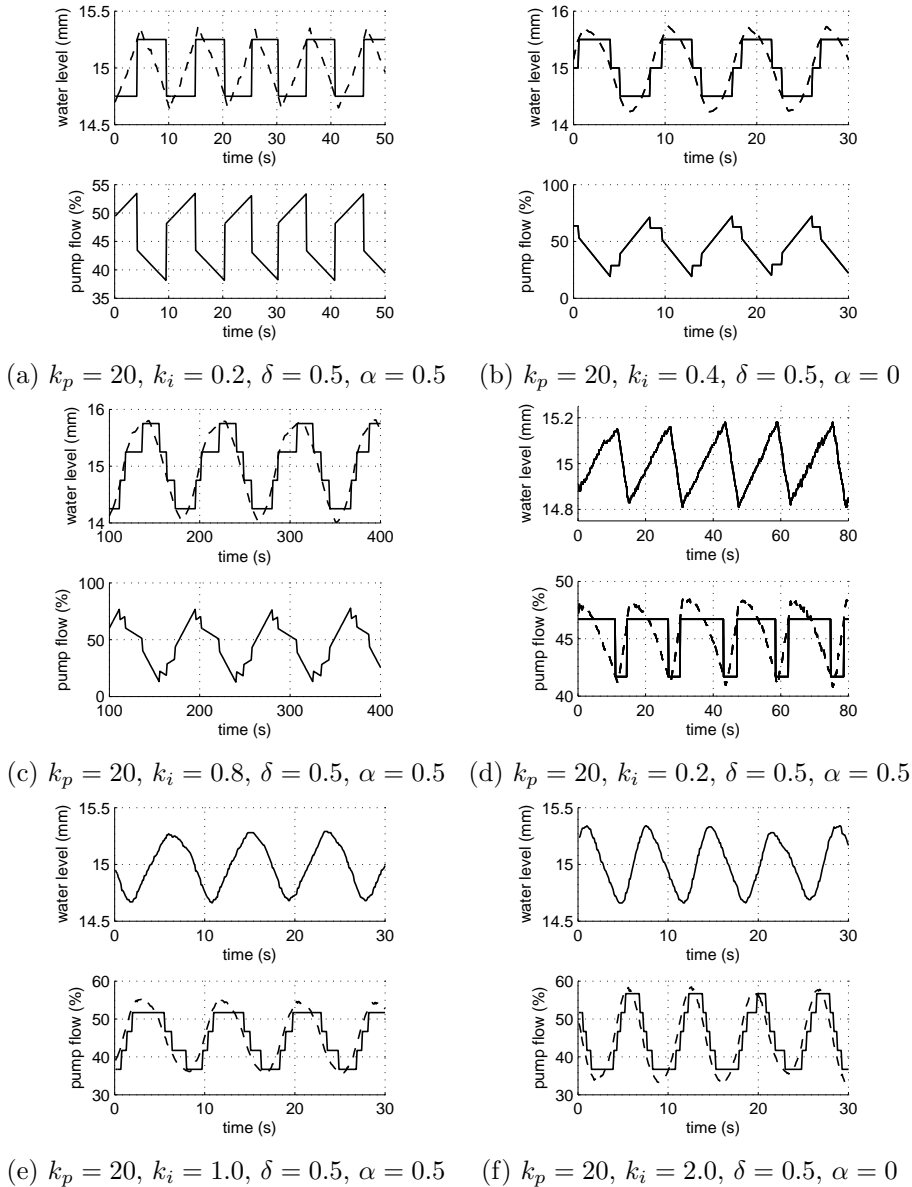 15.5
15
14.5
water level (mm)
0 10 20 30 40 50
time (s)
55
50
45
40
35
pump flow (%)
0 10 20 30 40 50
time (s)
(a) k_p = 20, k_i = 0.2, δ = 0.5, α = 0.5
16
15
14
water level (mm)
0 10 20 30
time (s)
100
50
0
pump flow (%)
0 10 20 30
time (s)
(b) k_p = 20, k_i = 0.4, δ = 0.5, α = 0
16
15
14
water level (mm)
100 200 300 400
time (s)
100
50
0
pump flow (%)
100 200 300 400
time (s)
(c) k_p = 20, k_i = 0.8, δ = 0.5, α = 0.5
15.2
15
14.8
water level (mm)
0 20 40 60 80
time (s)
50
45
40
pump flow (%)
0 20 40 60 80
time (s)
(d) k_p = 20, k_i = 0.2, δ = 0.5, α = 0.5
15.5
15
14.5
water level (mm)
0 10 20 30
time (s)
60
50
40
30
pump flow (%)
0 10 20 30
time (s)
(e) k_p = 20, k_i = 1.0, δ = 0.5, α = 0.5
15.5
15
14.5
water level (mm)
0 10 20 30
time (s)
60
50
40
30
pump flow (%)
0 10 20 30
time (s)
(f) k_p = 20, k_i = 2.0, δ = 0.5, α = 0